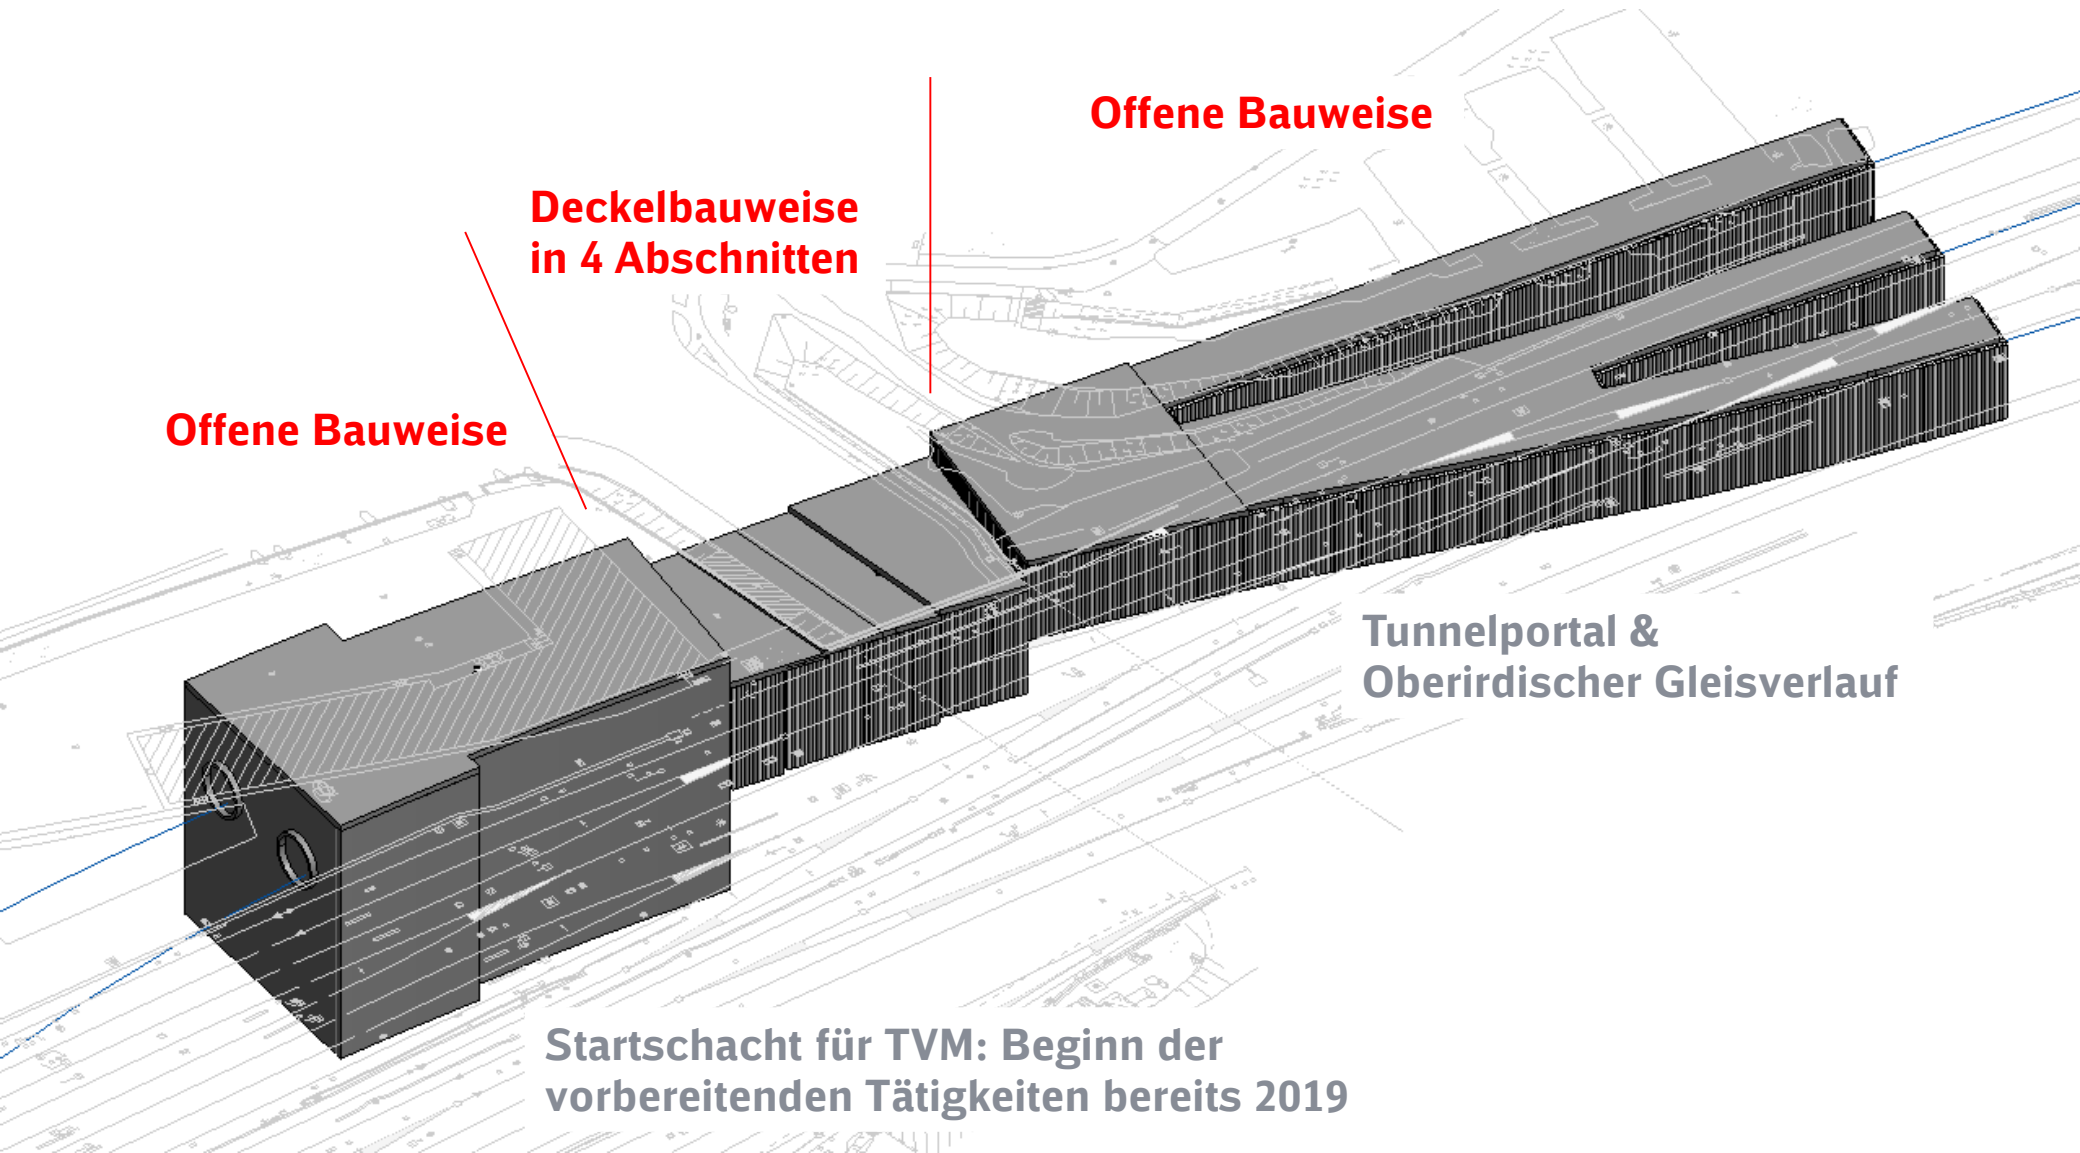 Offene Bauweise
Deckelbauweise
in 4 Abschnitten
Offene Bauweise
Tunnelportal &
Oberirdischer Gleisverlauf
Startschacht für TVM: Beginn der
vorbereitenden Tätigkeiten bereits 2019